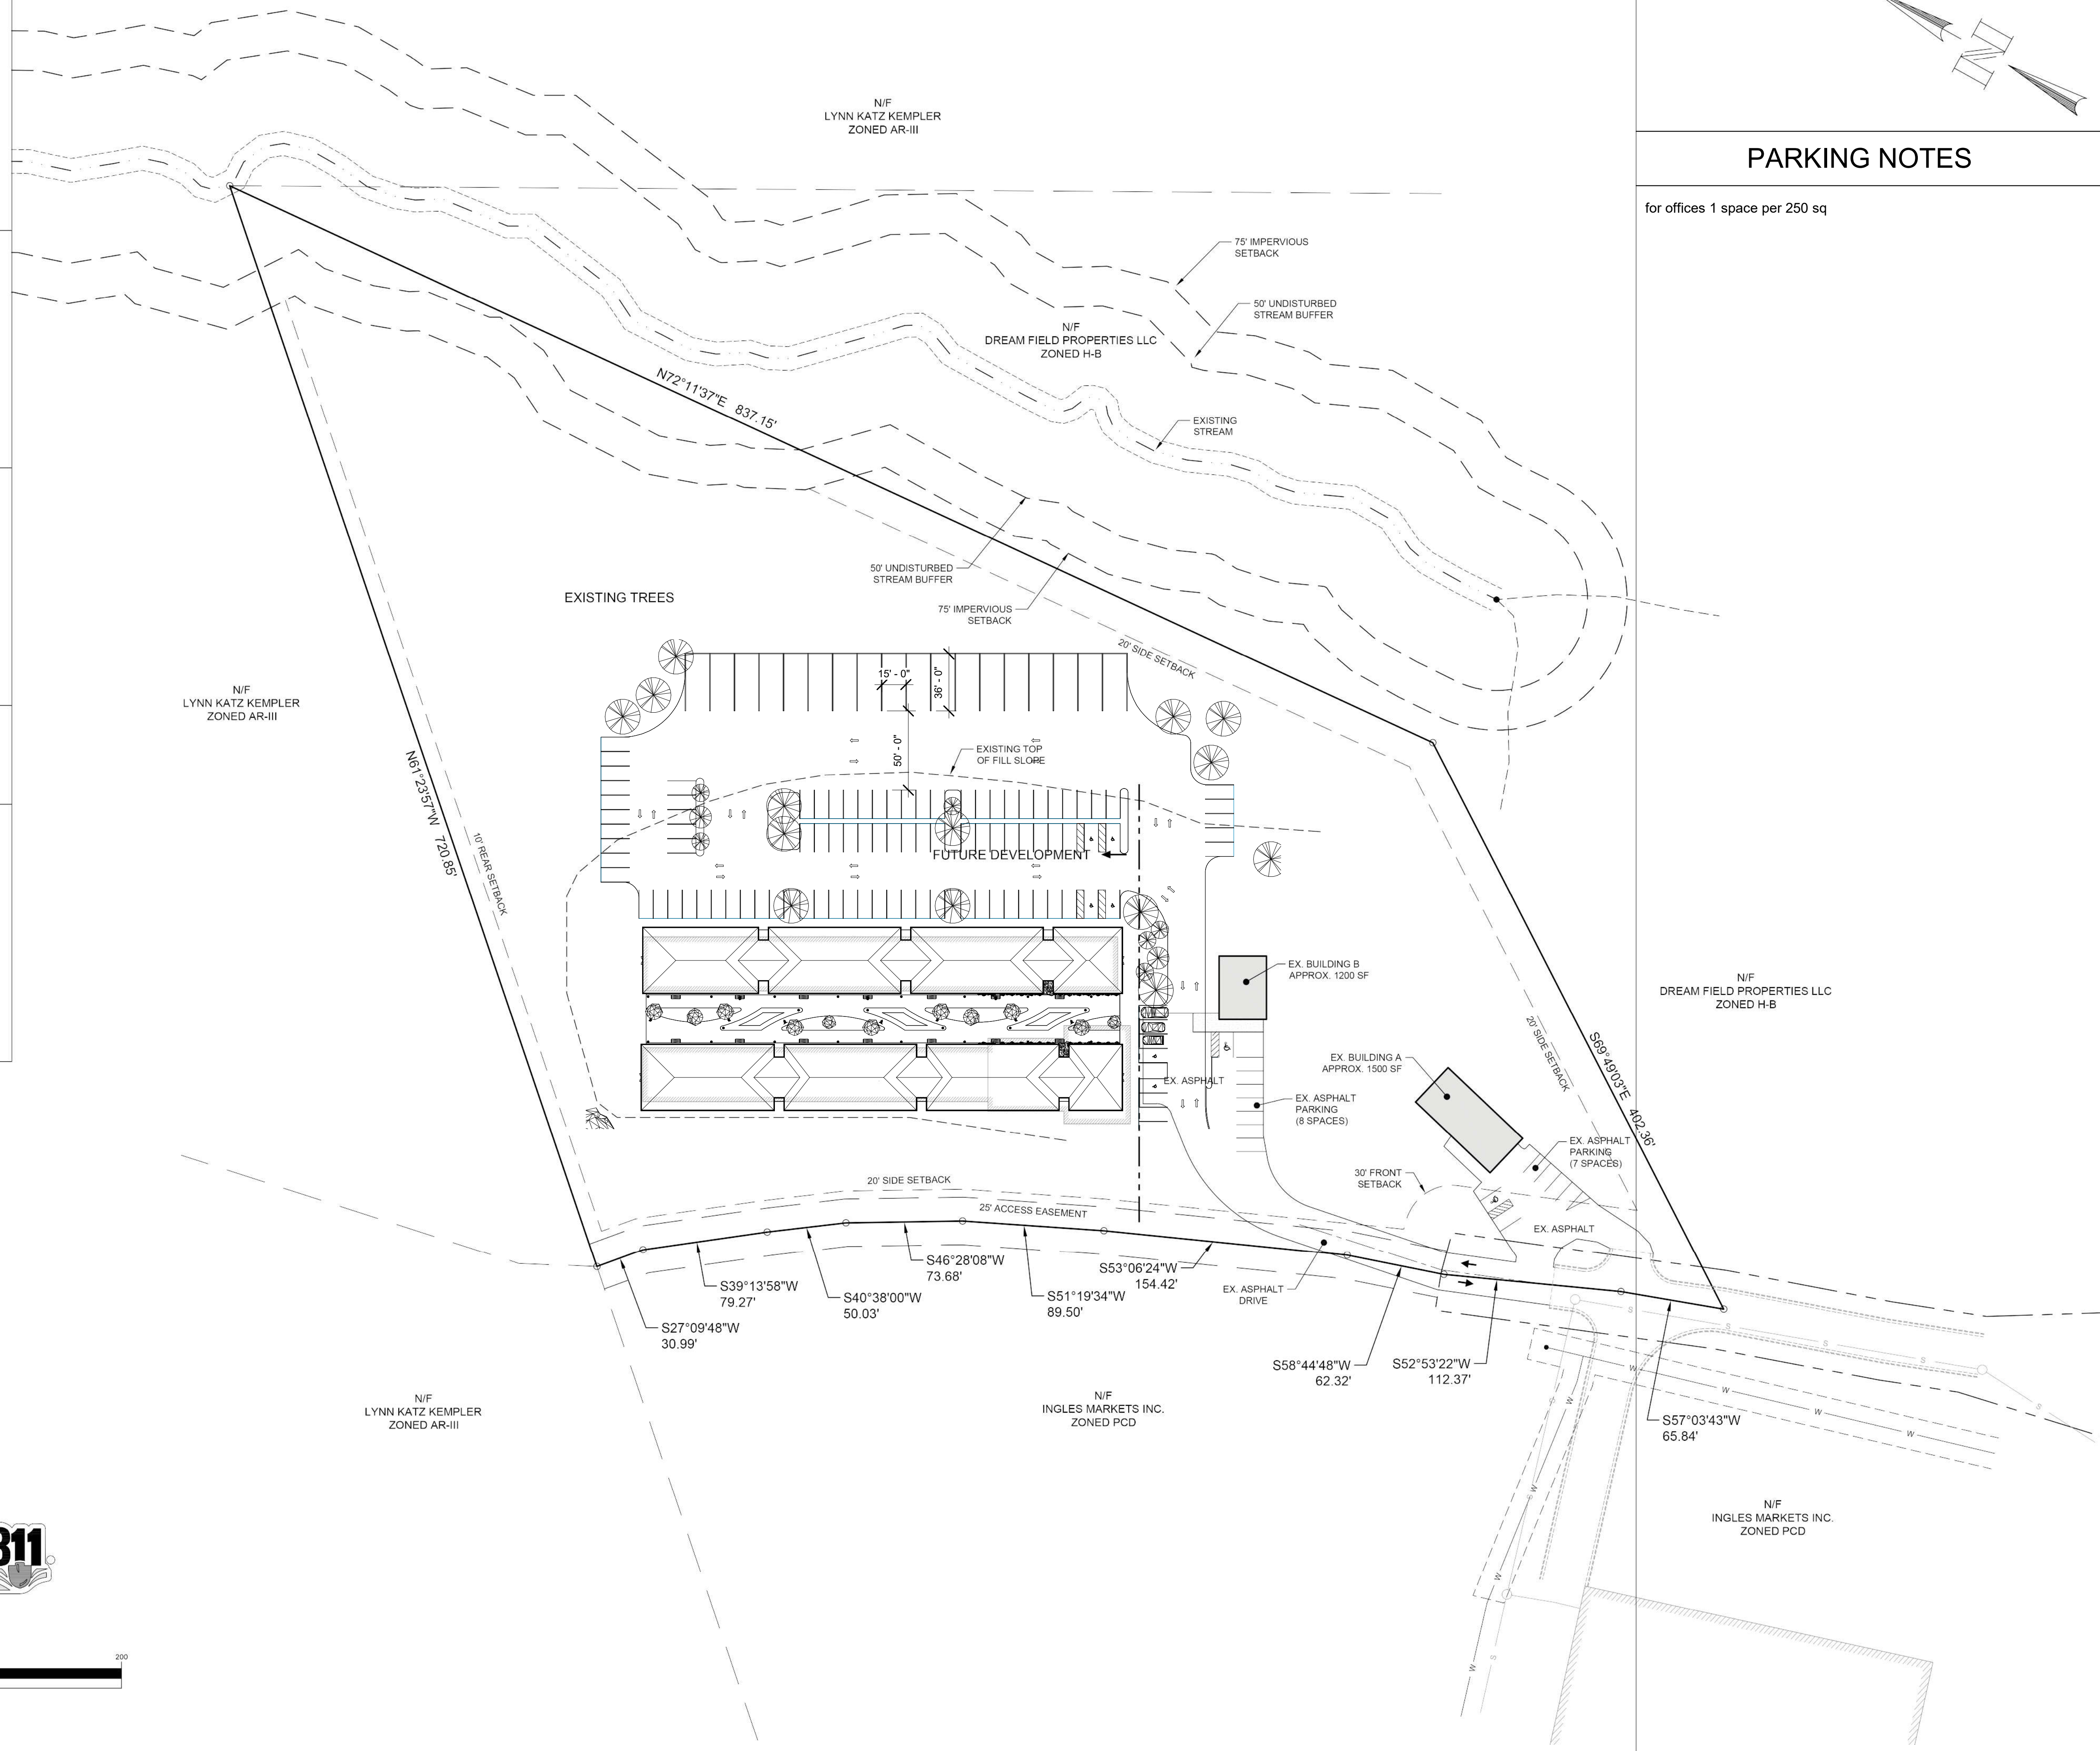 N
N/F
LYNN KATZ KEMPLER
ZONED AR-III
PARKING NOTES
for offices 1 space per 250 sq
75' IMPERVIOUS
SETBACK
50' UNDISTURBED
STREAM BUFFER
N/F
DREAM FIELD PROPERTIES LLC
ZONED H-B
N72°11'37"E 837.15'
EXISTING
STREAM
50' UNDISTURBED
STREAM BUFFER
75' IMPERVIOUS
SETBACK
EXISTING TREES
20' SIDE SETBACK
15' - 0"
36' - 0"
50' - 0"
N/F
LYNN KATZ KEMPLER
ZONED AR-III
EXISTING TOP
OF FILL SLOPE
N61°23'57"W 720.85'
10' REAR SETBACK
FUTURE DEVELOPMENT
EX. BUILDING B
APPROX. 1200 SF
N/F
DREAM FIELD PROPERTIES LLC
ZONED H-B
20' SIDE SETBACK
S69°49'03"E 402.36'
EX. BUILDING A
APPROX. 1500 SF
EX. ASPHALT
EX. ASPHALT
PARKING
(8 SPACES)
EX. ASPHALT
PARKING
(7 SPACES)
30' FRONT
SETBACK
20' SIDE SETBACK
25' ACCESS EASEMENT
EX. ASPHALT
S46°28'08"W
73.68'
S53°06'24"W
154.42'
S39°13'58"W
79.27'
S40°38'00"W
50.03'
S51°19'34"W
89.50'
EX. ASPHALT
DRIVE
S27°09'48"W
30.99'
S58°44'48"W
62.32'
S52°53'22"W
112.37'
S57°03'43"W
65.84'
S
S
S
S
S
W
W
W
W
W
S
W
S
W
W
S
W
S
N/F
LYNN KATZ KEMPLER
ZONED AR-III
N/F
INGLES MARKETS INC.
ZONED PCD
N/F
INGLES MARKETS INC.
ZONED PCD
811
200